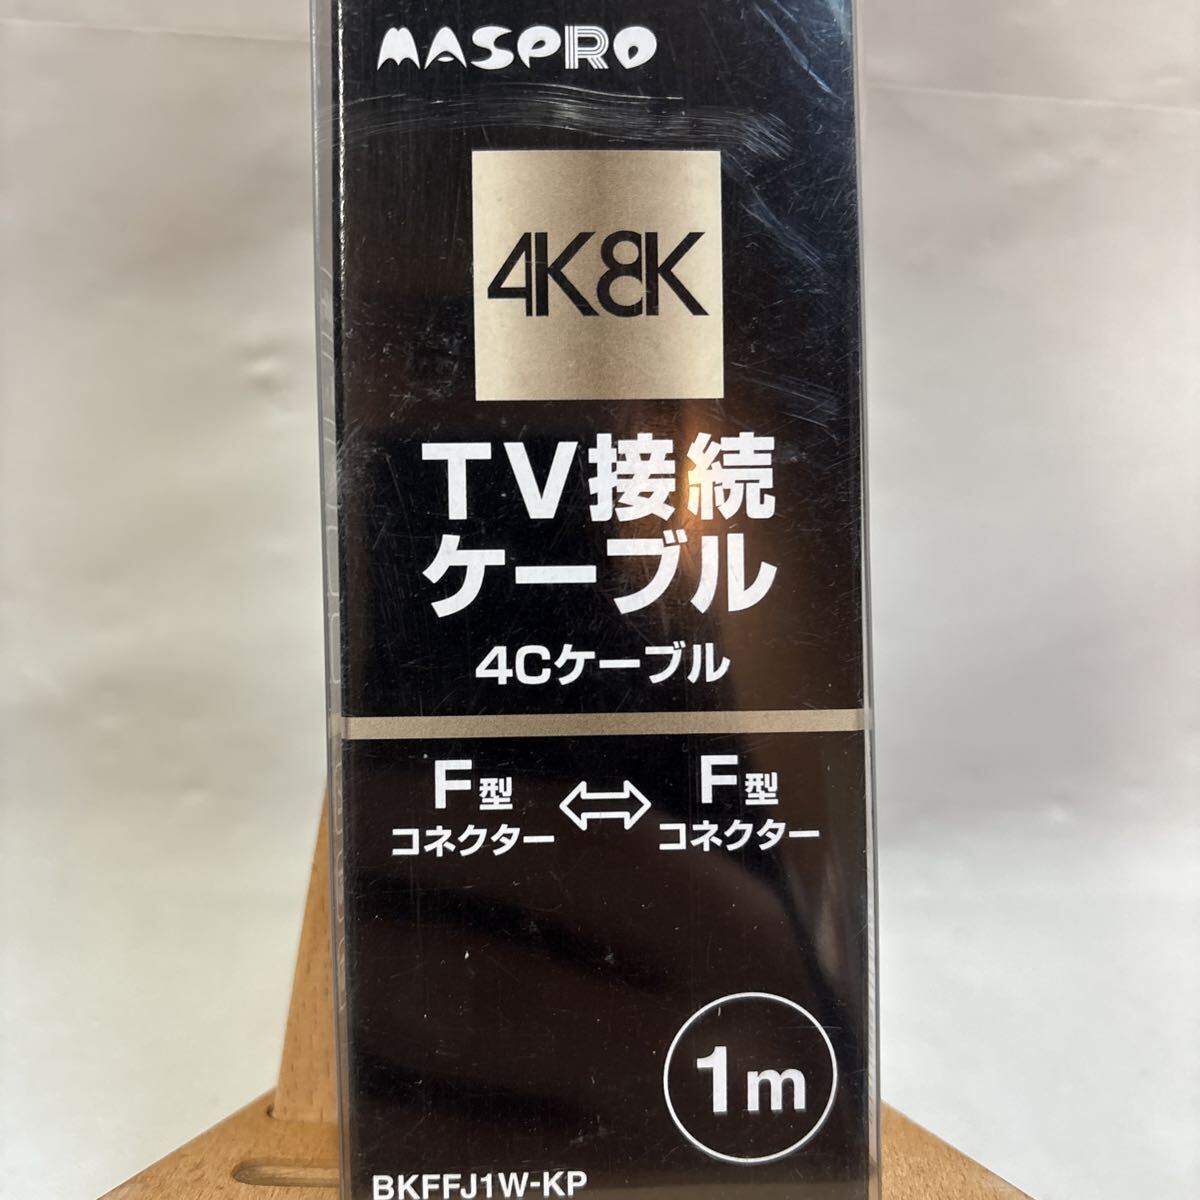 MASPRO
4K8K
TV接続
ケーブル
4Cケーブル
F型
コネクター
⇔
F型
コネクター
1m
BKFFJ1W-KP